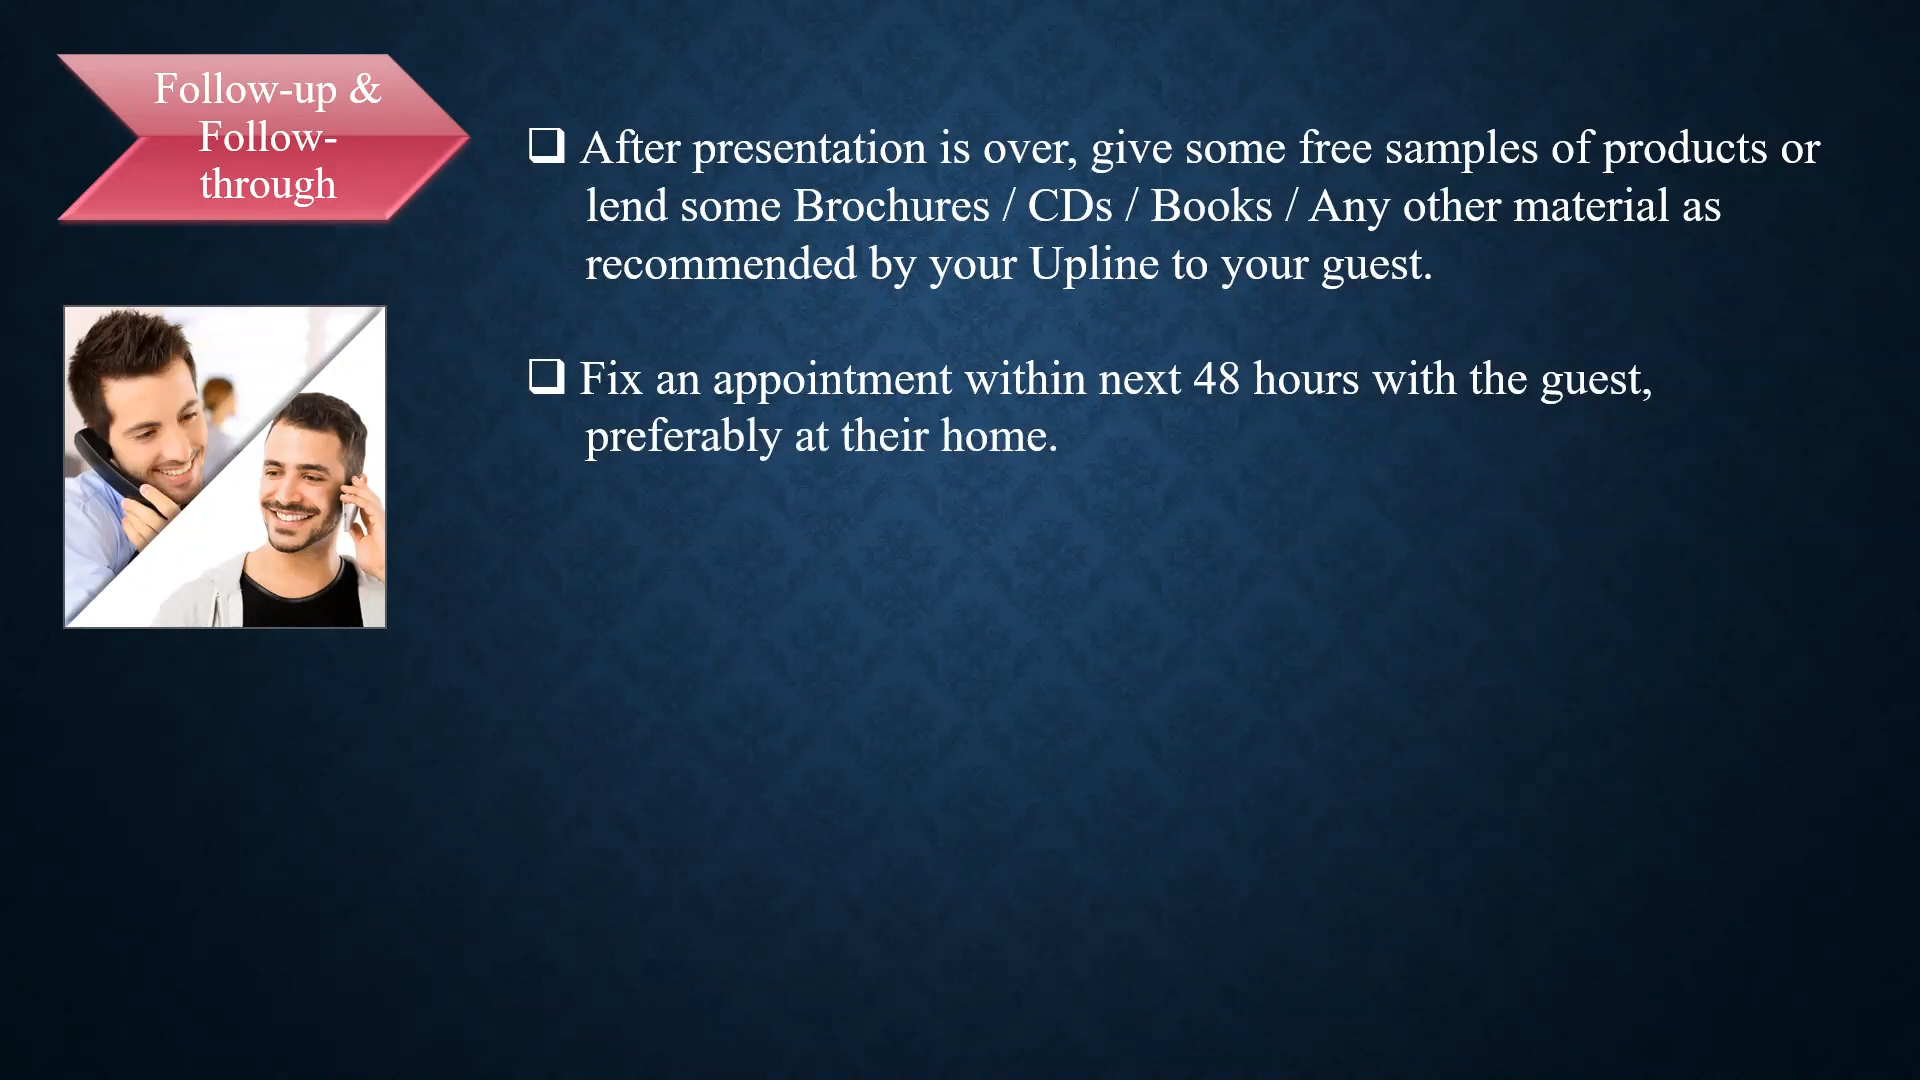 Follow-up &
Follow-
through
❑ After presentation is over, give some free samples of products or
lend some Brochures / CDs / Books / Any other material as
recommended by your Upline to your guest.
❑ Fix an appointment within next 48 hours with the guest,
preferably at their home.